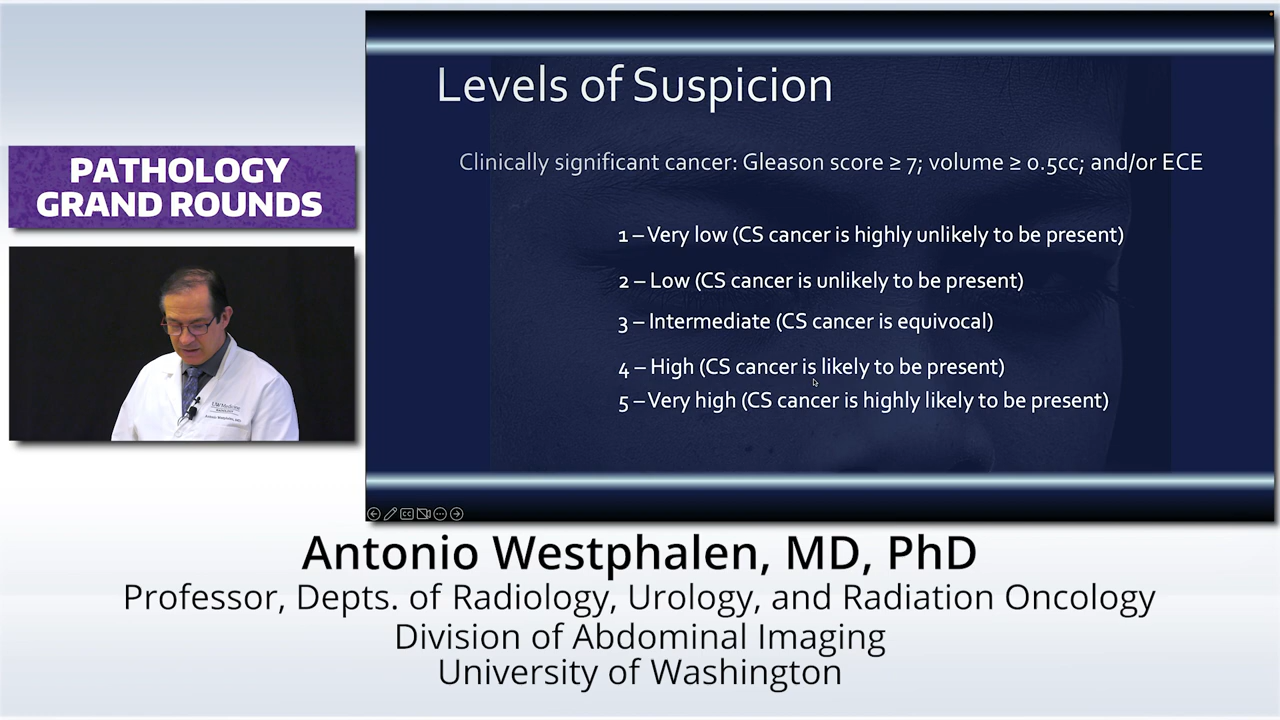 PATHOLOGY
GRAND ROUNDS
UW Medicine
Levels of Suspicion
Clinically significant cancer: Gleason score ≥ 7; volume ≥ 0.5cc; and/or ECE
1 – Very low (CS cancer is highly unlikely to be present)
2 – Low (CS cancer is unlikely to be present)
3 – Intermediate (CS cancer is equivocal)
4 – High (CS cancer is likely to be present)
5 – Very high (CS cancer is highly likely to be present)
CC
Antonio Westphalen, MD, PhD
Professor, Depts. of Radiology, Urology, and Radiation Oncology
Division of Abdominal Imaging
University of Washington